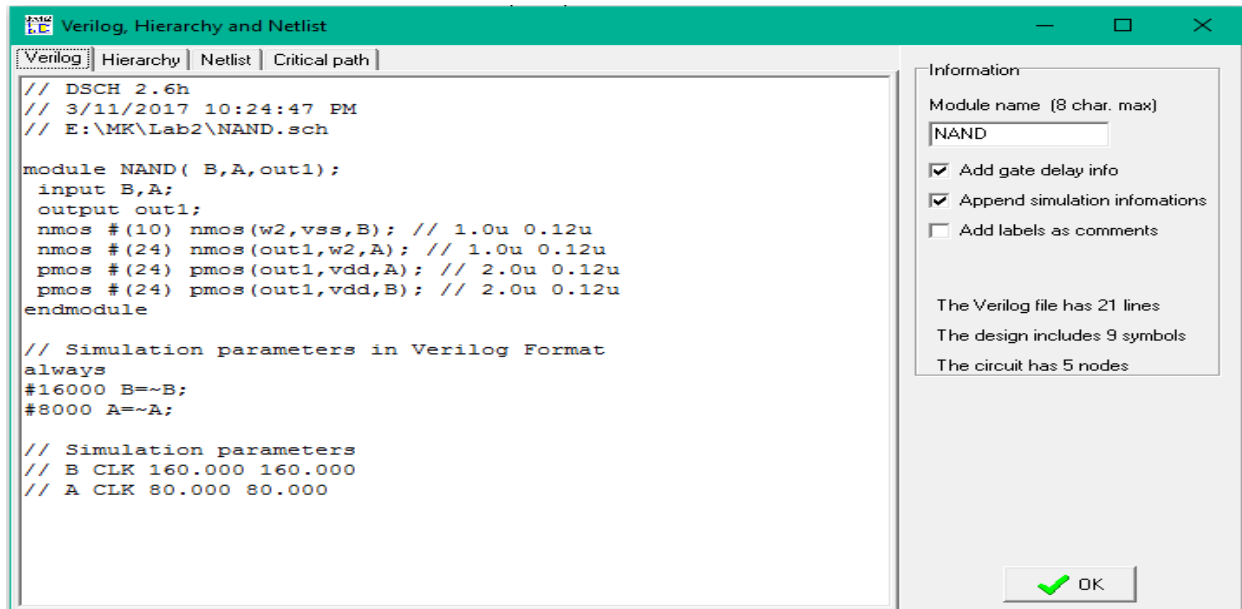 Verilog, Hierarchy and Netlist
Verilog Hierarchy Netlist Critical path
// DSCH 2.6h
// 3/11/2017 10:24:47 PM
// E:\MK\Lab2\NAND.sch
module NAND( B,A,out1);
input B,A;
output out1;
nmos #(10) nmos(w2,vss,B); // 1.0u 0.12u
nmos #(24) nmos(out1,w2,A); // 1.0u 0.12u
pmos #(24) pmos(out1,vdd,A); // 2.0u 0.12u
pmos #(24) pmos(out1,vdd,B); // 2.0u 0.12u
endmodule
// Simulation parameters in Verilog Format
always
#16000 B=~B;
#8000 A=~A;
// Simulation parameters
// B CLK 160.000 160.000
// A CLK 80.000 80.000
Information
Module name (8 char. max)
NAND
Add gate delay info
Append simulation infomations
Add labels as comments
The Verilog file has 21 lines
The design includes 9 symbols
The circuit has 5 nodes
OK